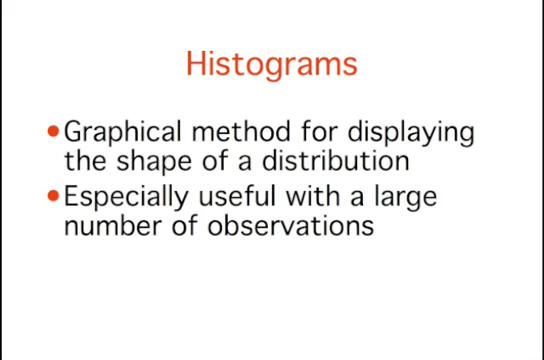 Histograms
•Graphical method for displaying
the shape of a distribution
•Especially useful with a large
number of observations